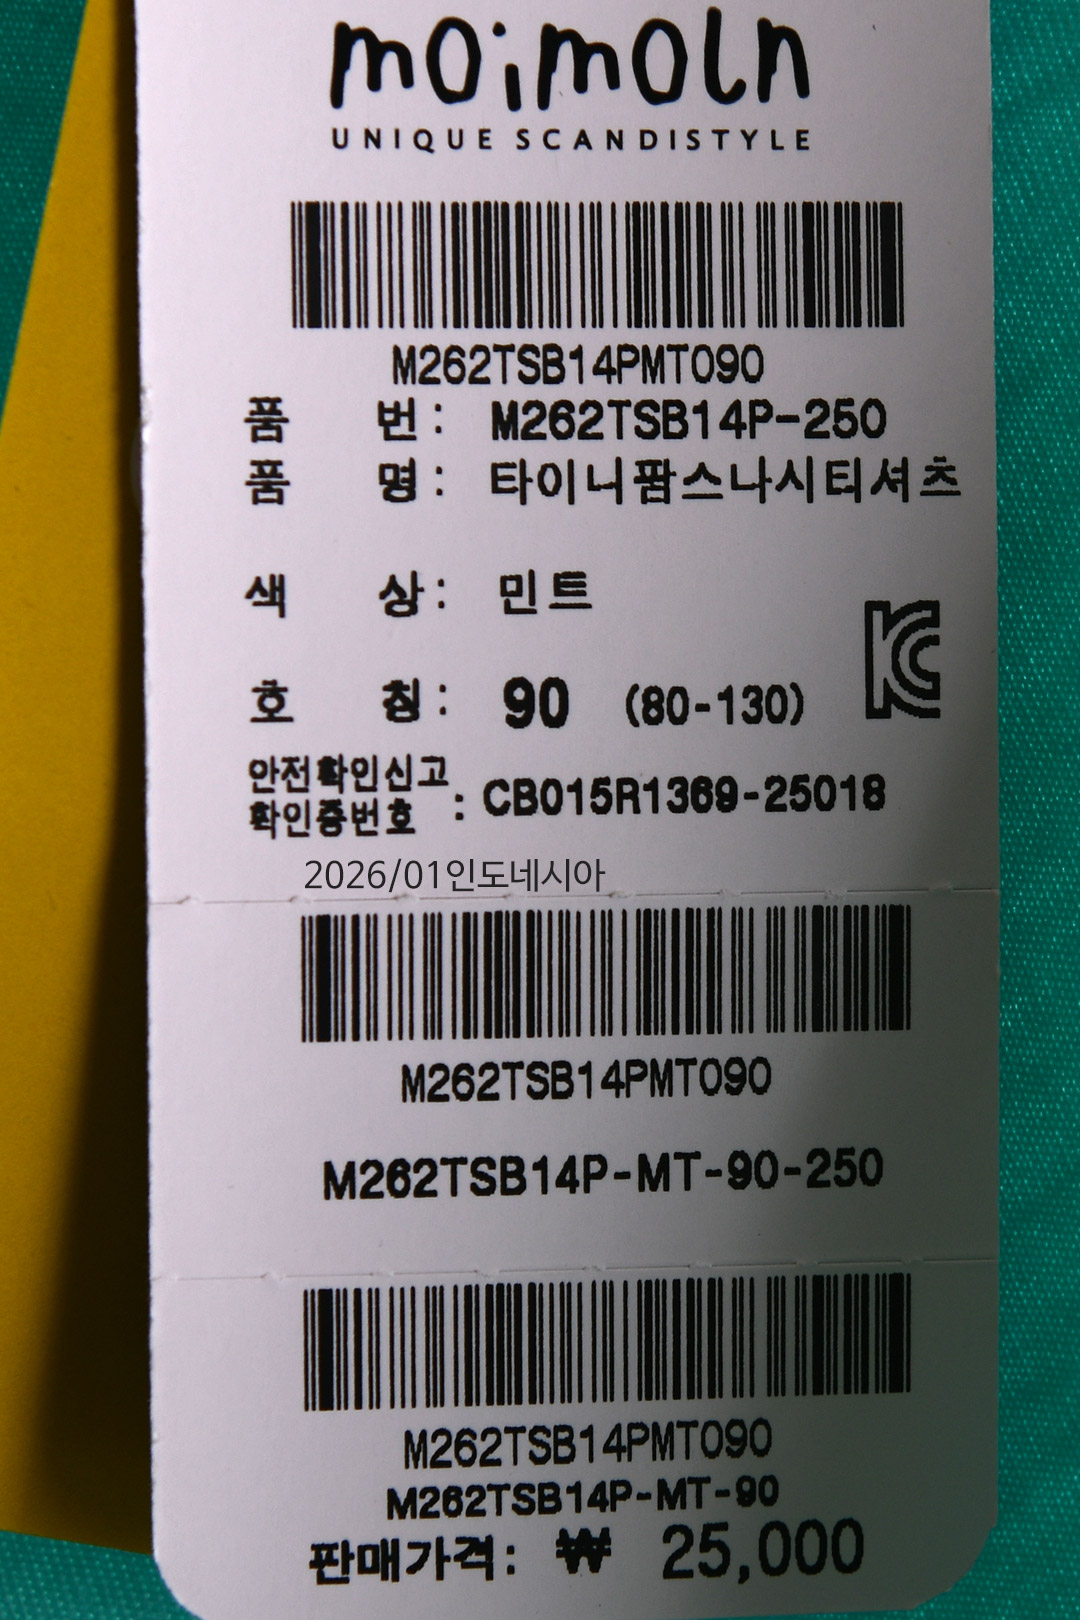 moimoln
UNIQUE SCANDISTYLE
M262TSB14PMT090
품 번 : M262TSB14P-250
품 명 : 타이니팜스나시티셔츠
색 상 : 민트
호 칭 : 90 (80-130)
안전확인신고
확인증번호 : CB015R1369-25018
2026/01인도네시아
M262TSB14PMT090
M262TSB14P-MT-90-250
M262TSB14PMT090
M262TSB14P-MT-90
판매가격: ₩ 25,000